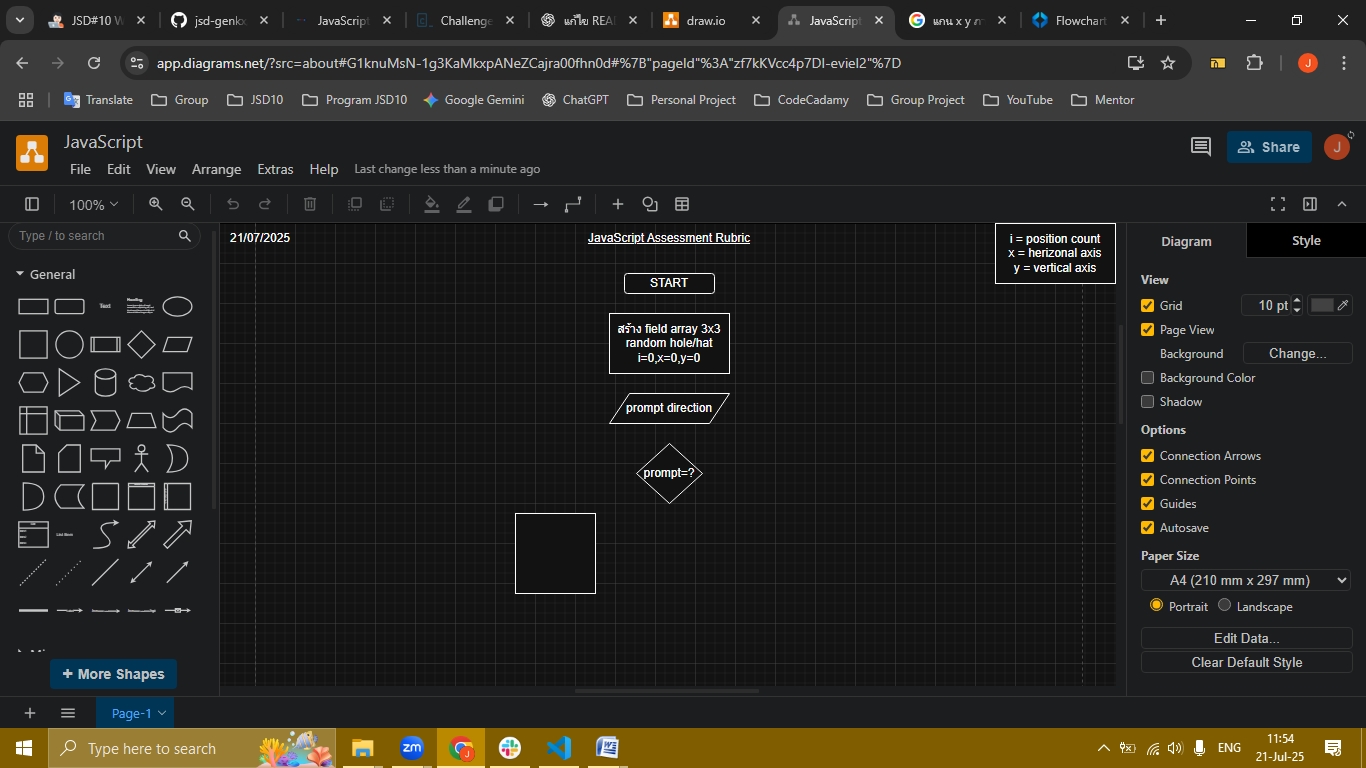 JSD#10 W
jsd-genk
JavaScript
Challenge
แก้ไข REA
draw.io
JavaScript
แกน x y ภ
Flowchart
app.diagrams.net/?src=about#G1knuMsN-1g3KaMkxpANeZCajra00fhn0d#%7B"pageId"%3A"zf7kKVcc4p7DI-eviel2"%7D
J
Translate
Group
JSD10
Program JSD10
Google Gemini
ChatGPT
Personal Project
CodeCadamy
Group Project
YouTube
Mentor
JavaScript
File
Edit
View
Arrange
Extras
Help
Last change less than a minute ago
Share
J
100%
Type / to search
General
Text
Heading
List
List Item
+ More Shapes
21/07/2025
JavaScript Assessment Rubric
i = position count
x = herizonal axis
y = vertical axis
START
สร้าง field array 3x3
random hole/hat
i=0,x=0,y=0
prompt direction
prompt=?
Diagram
Style
View
Grid
10 pt
Page View
Background
Change...
Background Color
Shadow
Options
Connection Arrows
Connection Points
Guides
Autosave
Paper Size
A4 (210 mm x 297 mm)
Portrait
Landscape
Edit Data...
Clear Default Style
Page-1
Type here to search
zm
J
ENG
11:54
21-Jul-25